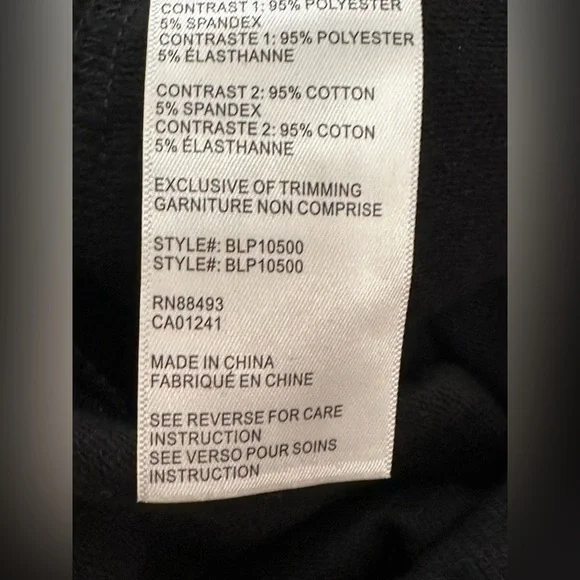 CONTRAST 1: 95% POLYESTER
5% SPANDEX
CONTRASTE 1: 95% POLYESTER
5% ÉLASTHANNE
CONTRAST 2: 95% COTTON
5% SPANDEX
CONTRASTE 2: 95% COTON
5% ÉLASTHANNE
EXCLUSIVE OF TRIMMING
GARNITURE NON COMPRISE
STYLE#: BLP10500
STYLE#: BLP10500
RN88493
CA01241
MADE IN CHINA
FABRIQUÉ EN CHINE
SEE REVERSE FOR CARE
INSTRUCTION
SEE VERSO POUR SOINS
INSTRUCTION